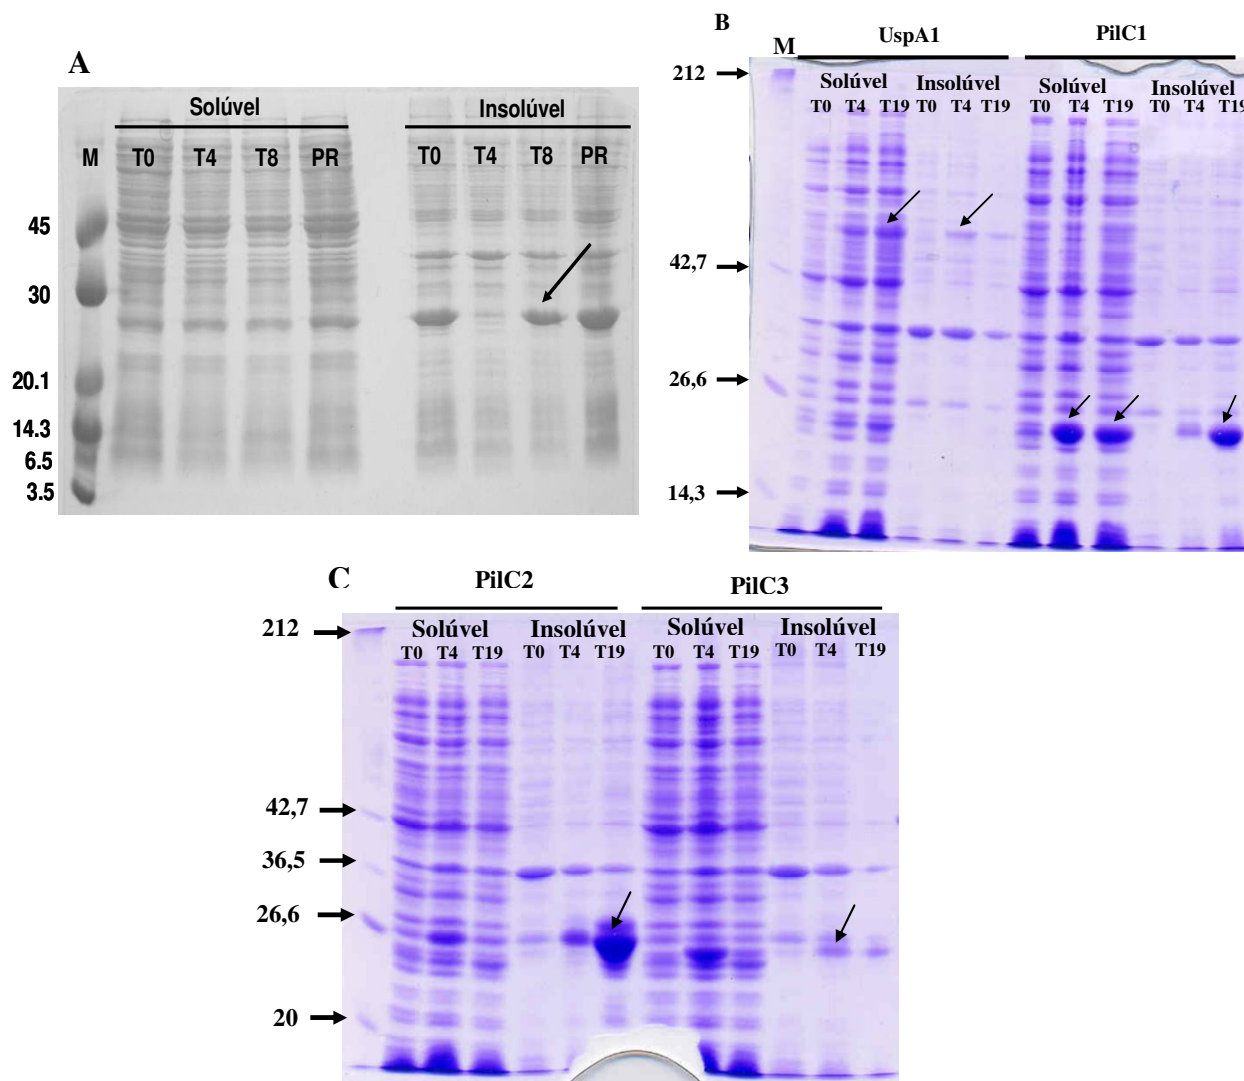 A
Solúvel Insolúvel
M T0 T4 T8 PR T0 T4 T8 PR
45
30
20.1
14.3
6.5
3.5
B
UspA1 PilC1
M
212
Solúvel Insolúvel Solúvel Insolúvel
T0 T4 T19 T0 T4 T19 T0 T4 T19 T0 T4 T19
42,7
26,6
14,3
C
PilC2 PilC3
212
Solúvel Insolúvel Solúvel Insolúvel
T0 T4 T19 T0 T4 T19 T0 T4 T19 T0 T4 T19
42,7
36,5
26,6
20